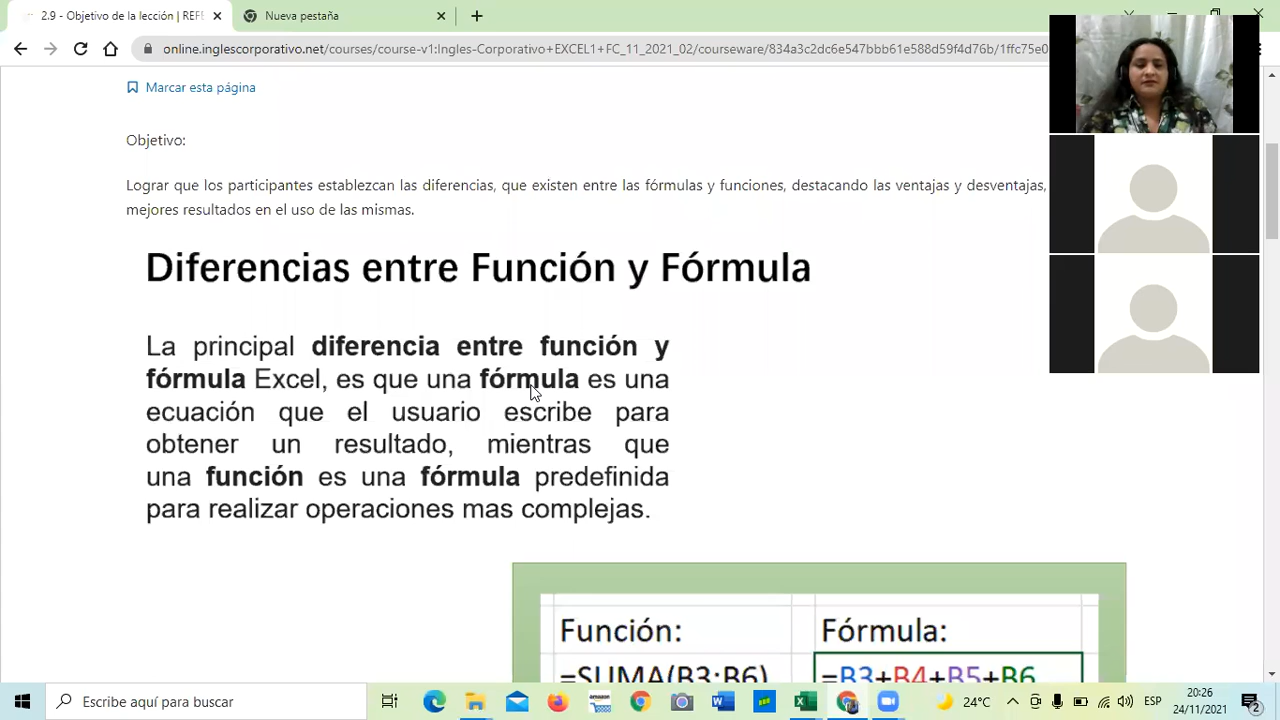 2.9 - Objetivo de la lección | REFE
Nueva pestaña
online.inglescorporativo.net/courses/course-v1:Ingles-Corporativo+EXCEL1+FC_11_2021_02/courseware/834a3c2dc6e547bbb61e588d59f4d76b/1ffc75e0
Marcar esta página
Objetivo:
Lograr que los participantes establezcan las diferencias, que existen entre las fórmulas y funciones, destacando las ventajas y desventajas,
mejores resultados en el uso de las mismas.
Diferencias entre Función y Fórmula
La principal diferencia entre función y
fórmula Excel, es que una fórmula es una
ecuación que el usuario escribe para
obtener un resultado, mientras que
una función es una fórmula predefinida
para realizar operaciones mas complejas.
Función: Fórmula:
=SUMA(B3:B6) =B3+B4+B5+B6
Escribe aquí para buscar
amazon
24°C
ESP
20:26
24/11/2021
2